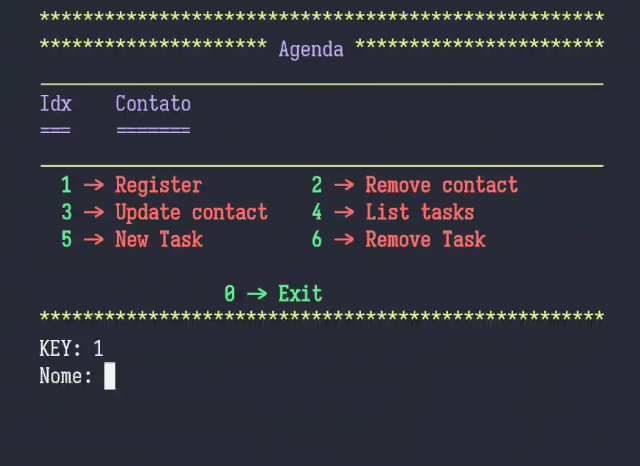 ****************************************************
********************* Agenda ***********************
Idx Contato
=== =======
1 -> Register 2 -> Remove contact
3 -> Update contact 4 -> List tasks
5 -> New Task 6 -> Remove Task
0 -> Exit
****************************************************
KEY: 1
Nome: